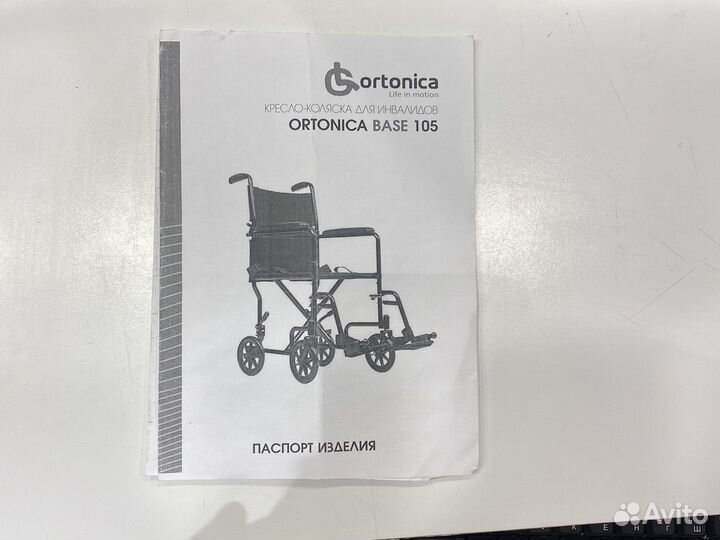 ortonica
Life in motion
КРЕСЛО-КОЛЯСКА ДЛЯ ИНВАЛИДОВ
ORTONICA BASE 105
ПАСПОРТ ИЗДЕЛИЯ
К Е Н Г Ш
Avito